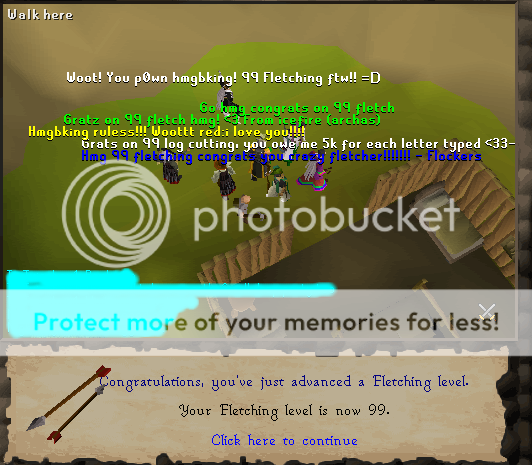 Walk here
Woot! You p0wn hmgbking! 99 Fletching ftw!! =D
Go hmg congrats on 99 fletch
Gratz on 99 fletch hmg! <3 From icefire (archas)
Hmgbking ruless!!! Woottt red:i love you!!!!
Grats on 99 log cutting, you owe me 5k for each letter typed <33-
Hmg 99 fletching congrats you crazy fletcher!!!!!!! - Flockers
photobucket
Protect more of your memories for less!
Congratulations, you've just advanced a Fletching level.
Your Fletching level is now 99.
Click here to continue